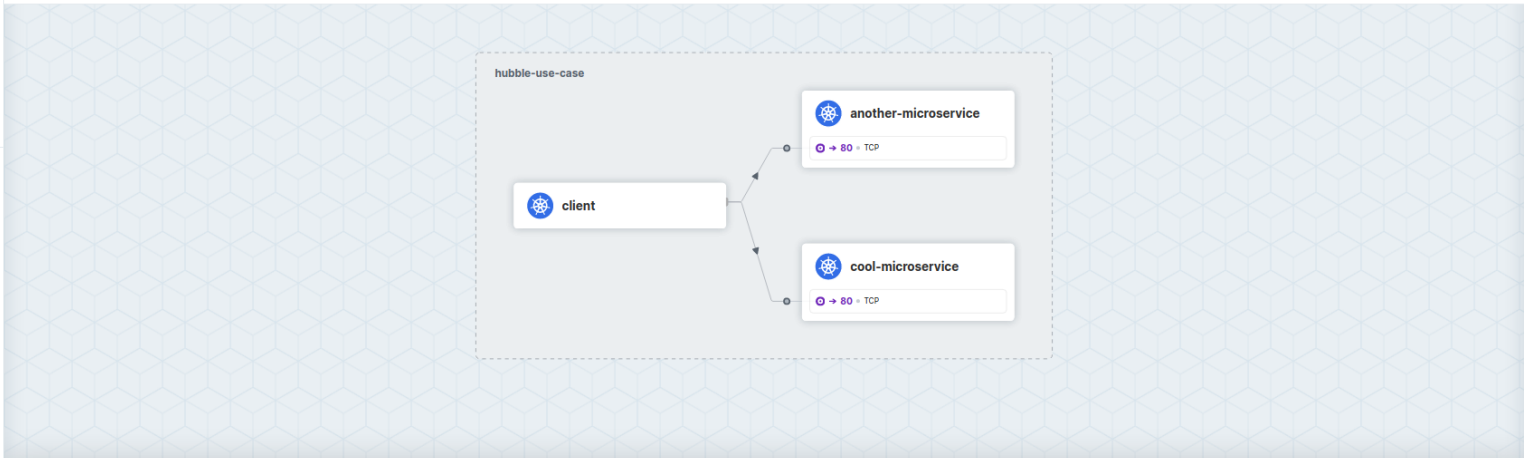 hubble-use-case
another-microservice
→ 80 • TCP
client
cool-microservice
→ 80 • TCP